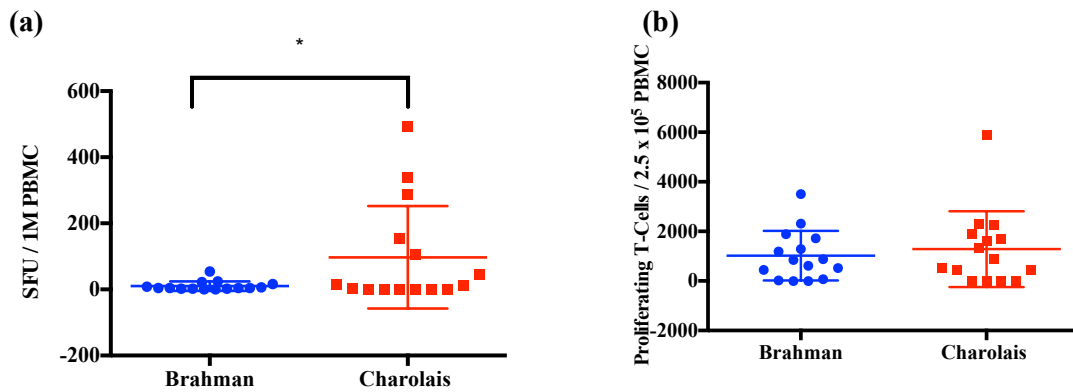 (a)
*
SFU / 1M PBMC
600
400
200
0
-200
Brahman
Charolais
(b)
Proliferating T-Cells / 2.5 x 10⁵ PBMC
8000
6000
4000
2000
0
-2000
Brahman
Charolais